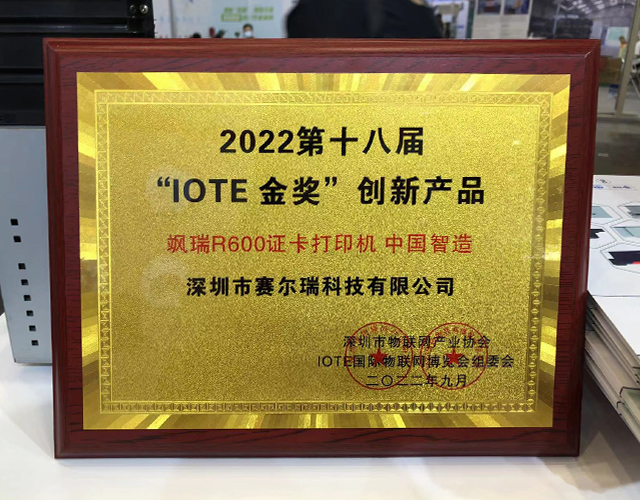 2022第十八届
“IOTE 金奖”创新产品
飒瑞R600证卡打印机 中国智造
深圳市赛尔瑞科技有限公司
深圳市物联网产业协会
IOTE国际物联网博览会组委会
二〇二二年九月